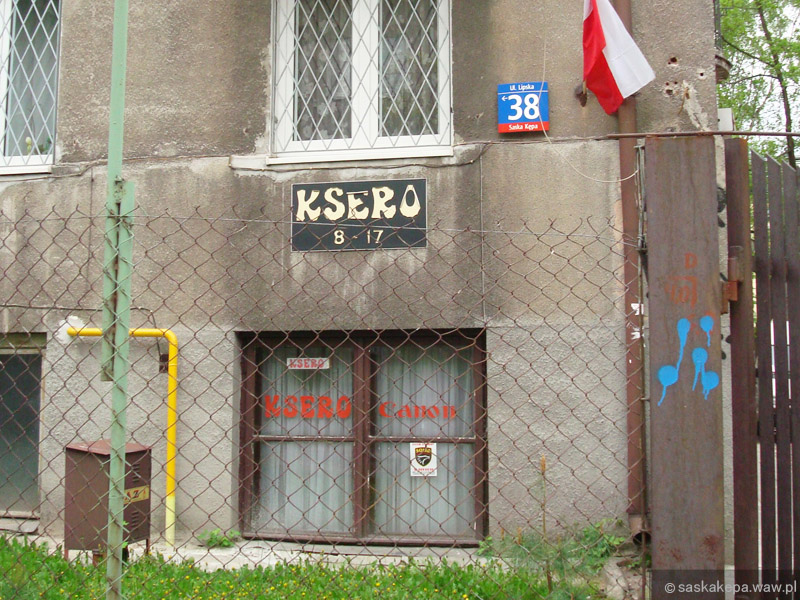 ul. Lipska
38
Saska Kępa
KSERO
8 - 17
KSERO
KSERO Canon
© saskakepa.waw.pl